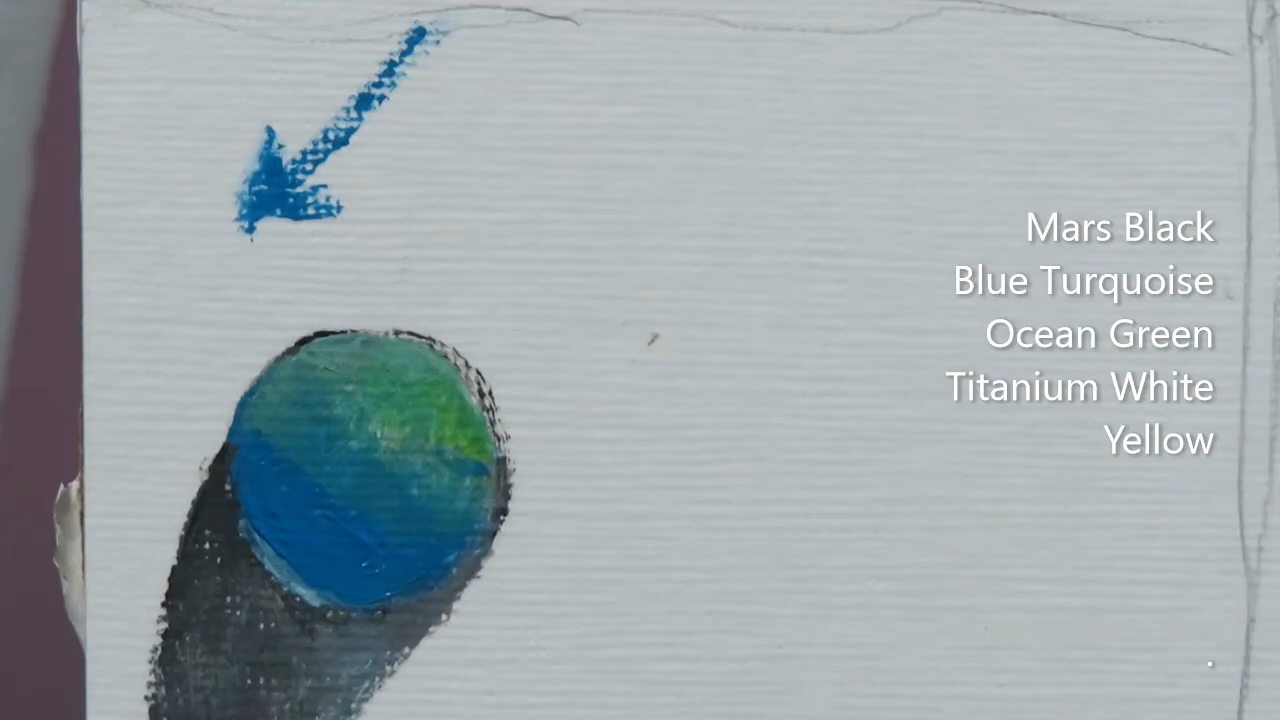 Mars Black
Blue Turquoise
Ocean Green
Titanium White
Yellow
.